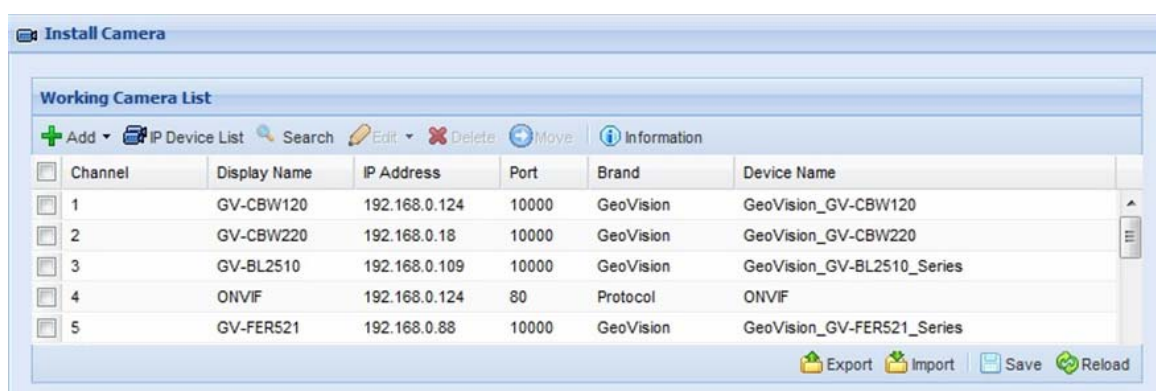 Install Camera
Working Camera List
Add IP Device List Search Edit Delete Move Information
Channel Display Name IP Address Port Brand Device Name
1 GV-CBW120 192.168.0.124 10000 GeoVision GeoVision_GV-CBW120
2 GV-CBW220 192.168.0.18 10000 GeoVision GeoVision_GV-CBW220
3 GV-BL2510 192.168.0.109 10000 GeoVision GeoVision_GV-BL2510_Series
4 ONVIF 192.168.0.124 80 Protocol ONVIF
5 GV-FER521 192.168.0.88 10000 GeoVision GeoVision_GV-FER521_Series
Export Import Save Reload